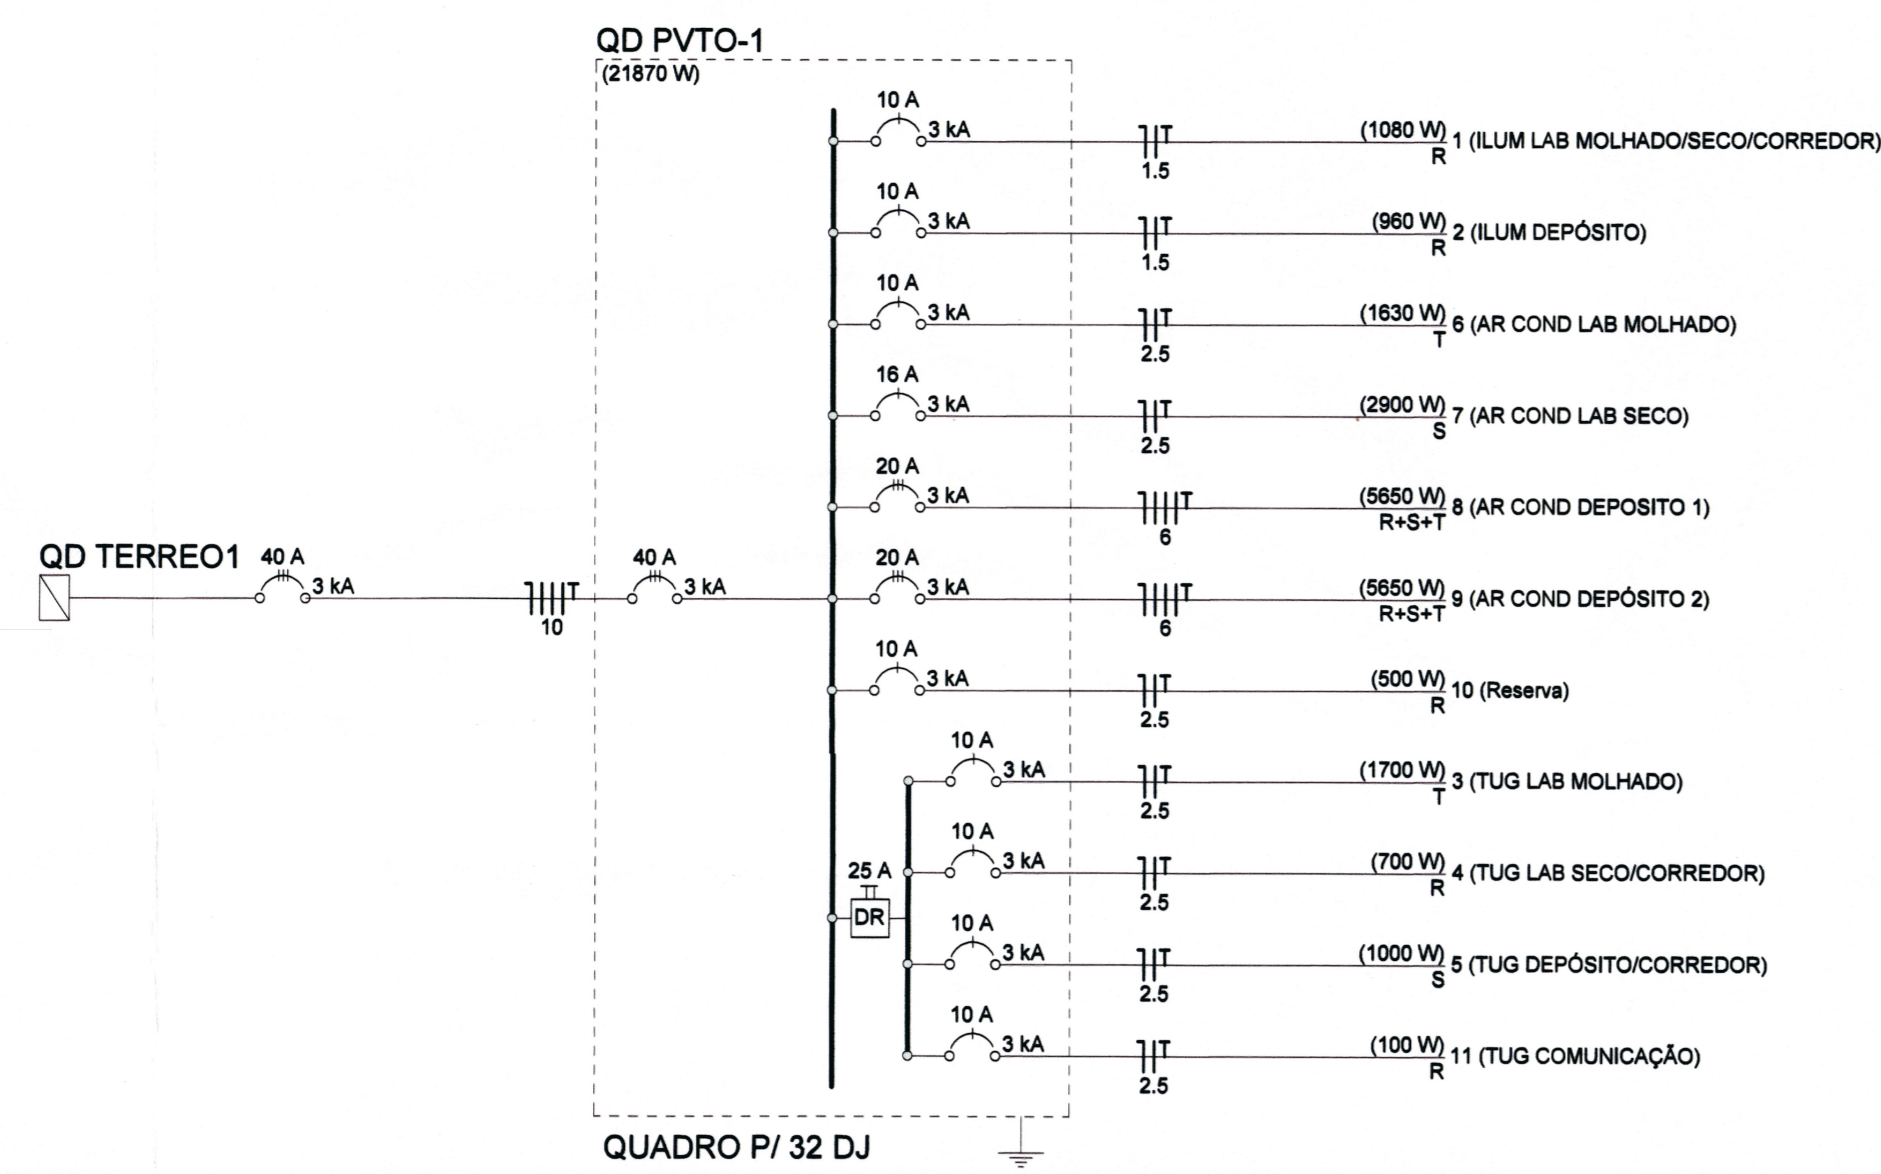 QD PVTO-1
(21870 W)
10 A
3 kA
1.5
(1080 W)
R
1 (ILUM LAB MOLHADO/SECO/CORREDOR)
10 A
3 kA
1.5
(960 W)
R
2 (ILUM DEPÓSITO)
10 A
3 kA
2.5
(1630 W)
T
6 (AR COND LAB MOLHADO)
16 A
3 kA
2.5
(2900 W)
S
7 (AR COND LAB SECO)
20 A
3 kA
6
(5650 W)
R+S+T
8 (AR COND DEPOSITO 1)
QD TERREO1
40 A
3 kA
10
40 A
3 kA
20 A
3 kA
6
(5650 W)
R+S+T
9 (AR COND DEPÓSITO 2)
10 A
3 kA
2.5
(500 W)
R
10 (Reserva)
10 A
3 kA
2.5
(1700 W)
T
3 (TUG LAB MOLHADO)
10 A
3 kA
2.5
(700 W)
R
4 (TUG LAB SECO/CORREDOR)
25 A
DR
10 A
3 kA
2.5
(1000 W)
S
5 (TUG DEPÓSITO/CORREDOR)
10 A
3 kA
2.5
(100 W)
R
11 (TUG COMUNICAÇÃO)
QUADRO P/ 32 DJ